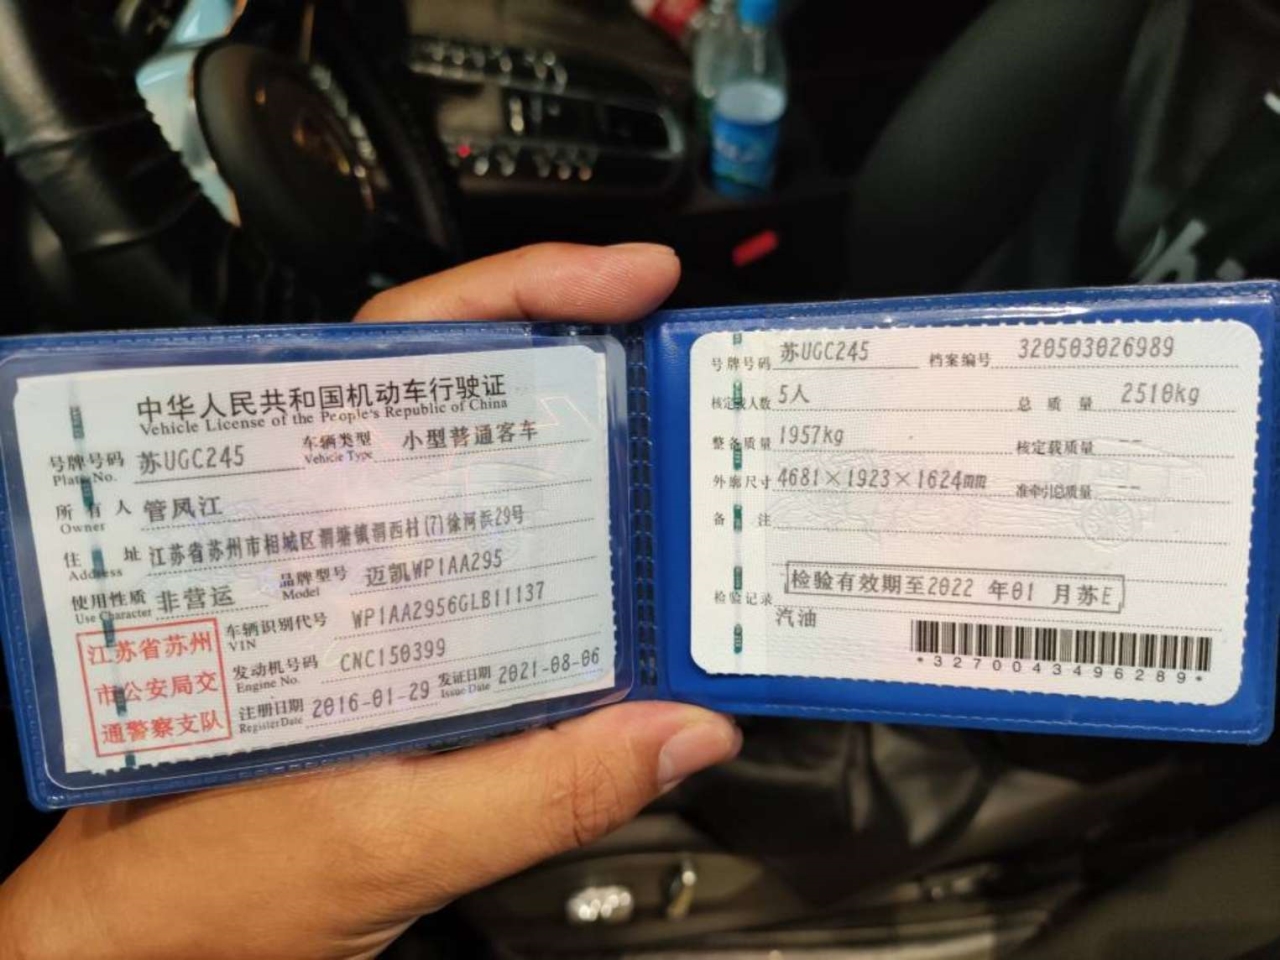 中华人民共和国机动车行驶证
Vehicle License of the People's Republic of China
号牌号码 苏UGC245 车辆类型 小型普通客车
Plate No. Vehicle Type
所有人 管凤江
Owner
住址 江苏省苏州市相城区渭塘镇渭西村(7)徐河浜29号
Address
使用性质 非营运 品牌型号 迈凯WP1AA295
Use Character Model
车辆识别代号 WP1AA2956GLB11137
VIN
发动机号码 CNC150399
Engine No.
注册日期 2016-01-29 发证日期 2021-08-06
Register Date Issue Date
江苏省苏州
市公安局交
通警察支队
号牌号码 苏UGC245 档案编号 320503026989
核定载人数 5人 总质量 2510kg
整备质量 1957kg 核定载质量 --
外廓尺寸 4681×1923×1624mm 准牵引总质量 --
备注
检验记录 检验有效期至2022 年01 月苏E
汽油
*3270043496289*